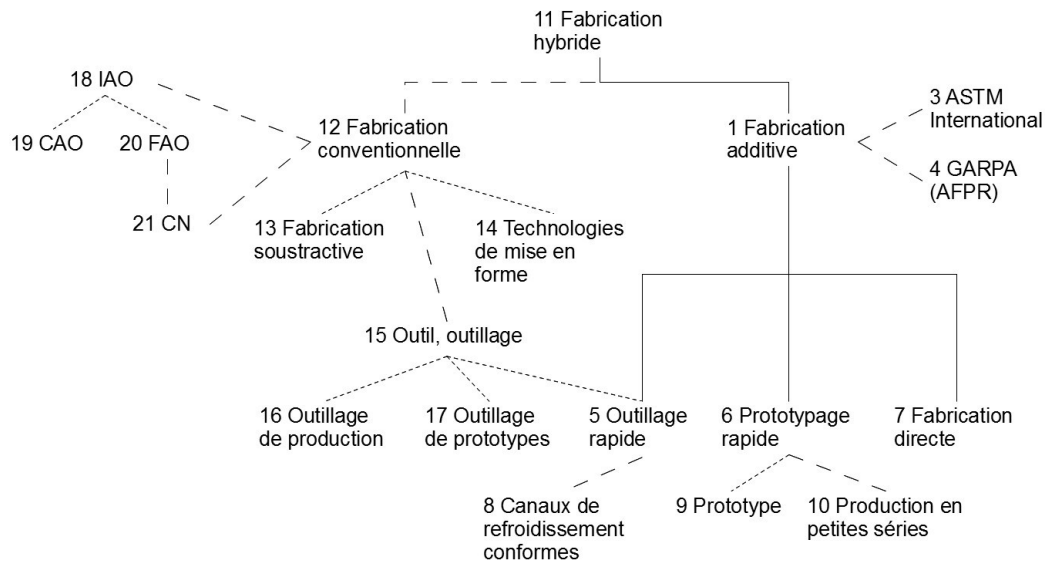 11 Fabrication
hybride
18 IAO
3 ASTM
International
19 CAO
20 FAO
12 Fabrication
conventionnelle
1 Fabrication
additive
4 GARPA
(AFPR)
21 CN
13 Fabrication
soustractive
14 Technologies
de mise en
forme
15 Outil, outillage
16 Outillage
de production
17 Outillage
de prototypes
5 Outillage
rapide
6 Prototypage
rapide
7 Fabrication
directe
8 Canaux de
refroidissement
conformes
9 Prototype
10 Production en
petites séries